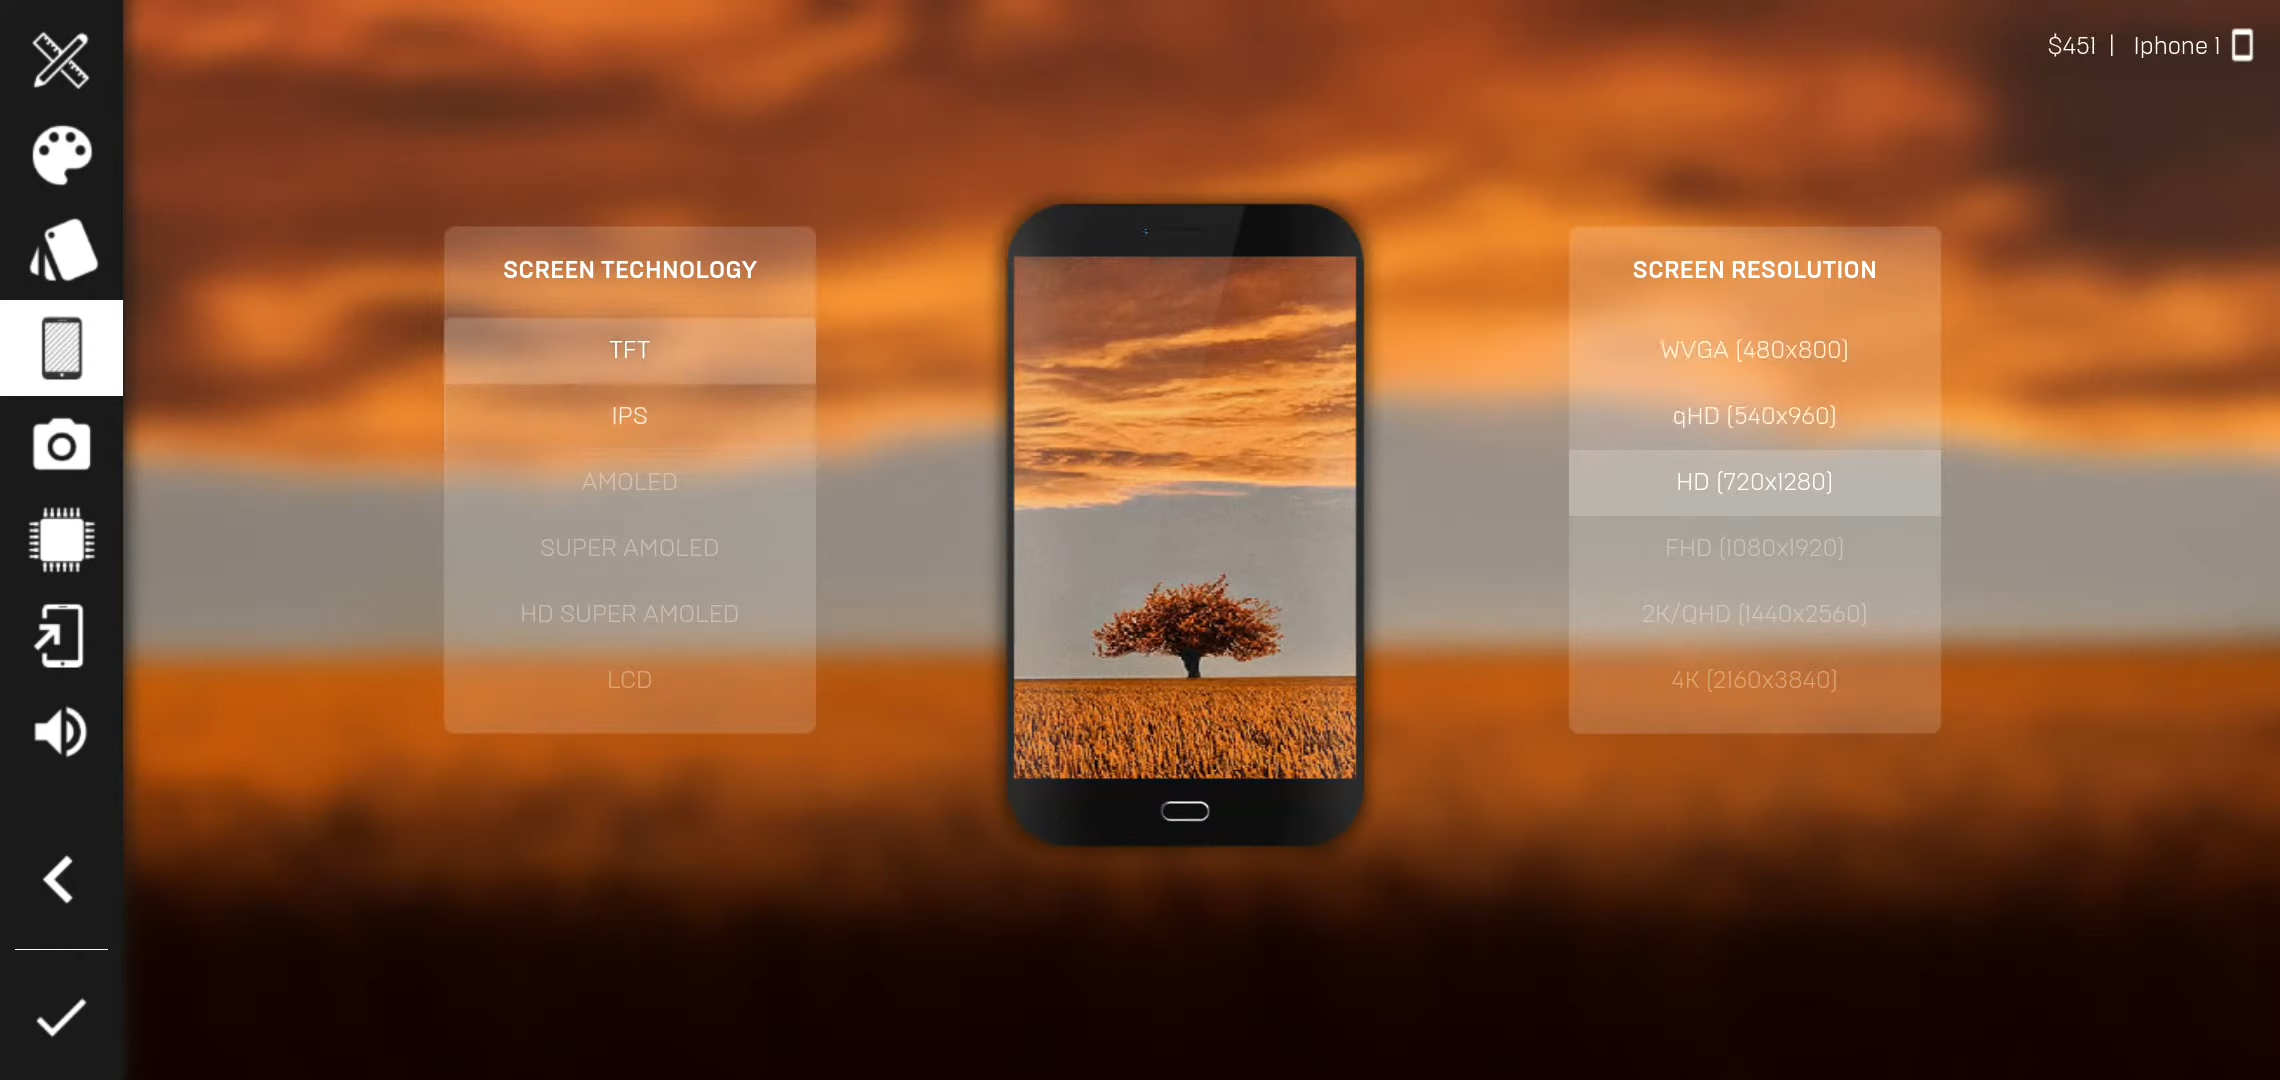 $451 | Iphone 1
SCREEN TECHNOLOGY
TFT
IPS
AMOLED
SUPER AMOLED
HD SUPER AMOLED
LCD
SCREEN RESOLUTION
WVGA (480x800)
qHD (540x960)
HD (720x1280)
FHD (1080x1920)
2K/QHD (1440x2560)
4K (2160x3840)